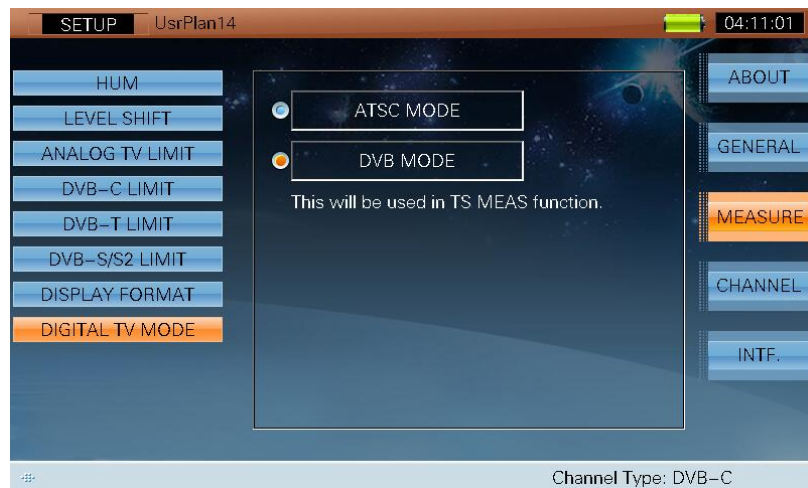 SETUP UsrPlan14 04:11:01
HUM
LEVEL SHIFT
ANALOG TV LIMIT
DVB-C LIMIT
DVB-T LIMIT
DVB-S/S2 LIMIT
DISPLAY FORMAT
DIGITAL TV MODE
ATSC MODE
DVB MODE
This will be used in TS MEAS function.
ABOUT
GENERAL
MEASURE
CHANNEL
INTF.
Channel Type: DVB-C